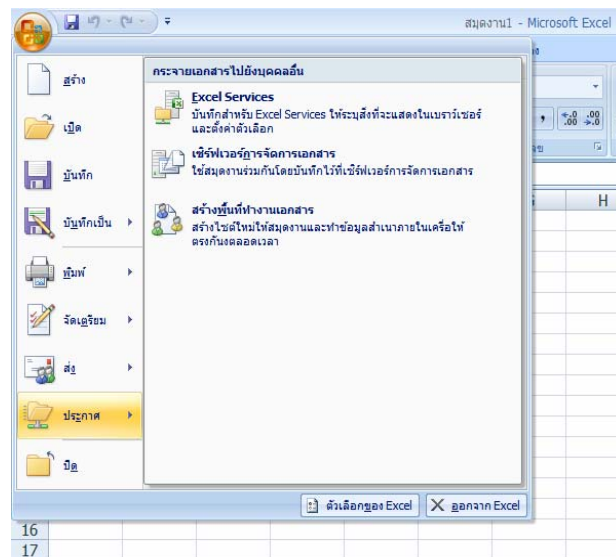 สมุดงาน1 - Microsoft Excel
สร้าง
เปิด
บันทึก
บันทึกเป็น
พิมพ์
จัดเตรียม
ส่ง
ประกาศ
ปิด
กระจายเอกสารไปยังบุคคลอื่น
Excel Services
บันทึกสำหรับ Excel Services ให้ระบุสิ่งที่จะแสดงในเบราว์เซอร์
และตั้งค่าตัวเลือก
เซิร์ฟเวอร์การจัดการเอกสาร
ใช้สมุดงานร่วมกันโดยบันทึกไว้ที่เซิร์ฟเวอร์การจัดการเอกสาร
สร้างพื้นที่ทำงานเอกสาร
สร้างไซต์ใหม่ให้สมุดงานและทำข้อมูลสำเนาภายในเครือให้
ตรงกันตลอดเวลา
ตัวเลือกของ Excel
ออกจาก Excel
H
16
17